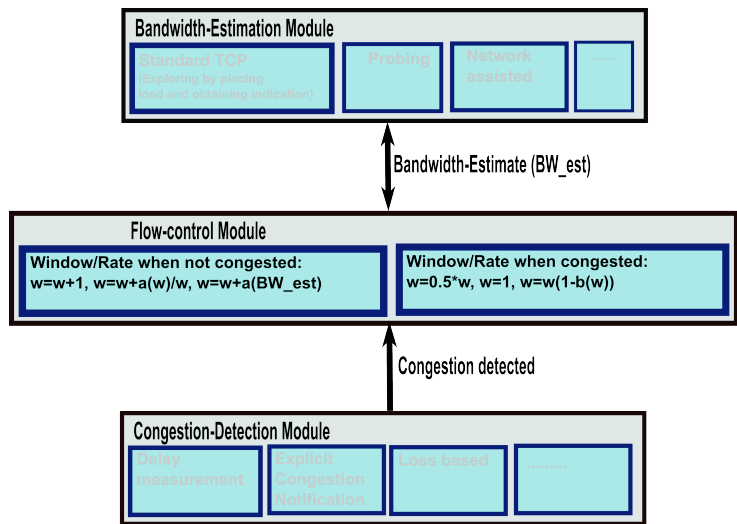 Bandwidth-Estimation Module
Standard TCP
(Exploring by placing
load and obtaining indication)
Probing
Network
assisted
........
Bandwidth-Estimate (BW_est)
Flow-control Module
Window/Rate when not congested:
w=w+1, w=w+a(w)/w, w=w+a(BW_est)
Window/Rate when congested:
w=0.5*w, w=1, w=w(1-b(w))
Congestion detected
Congestion-Detection Module
Delay
measurement
Explicit
Congestion
Notification
Loss based
.........